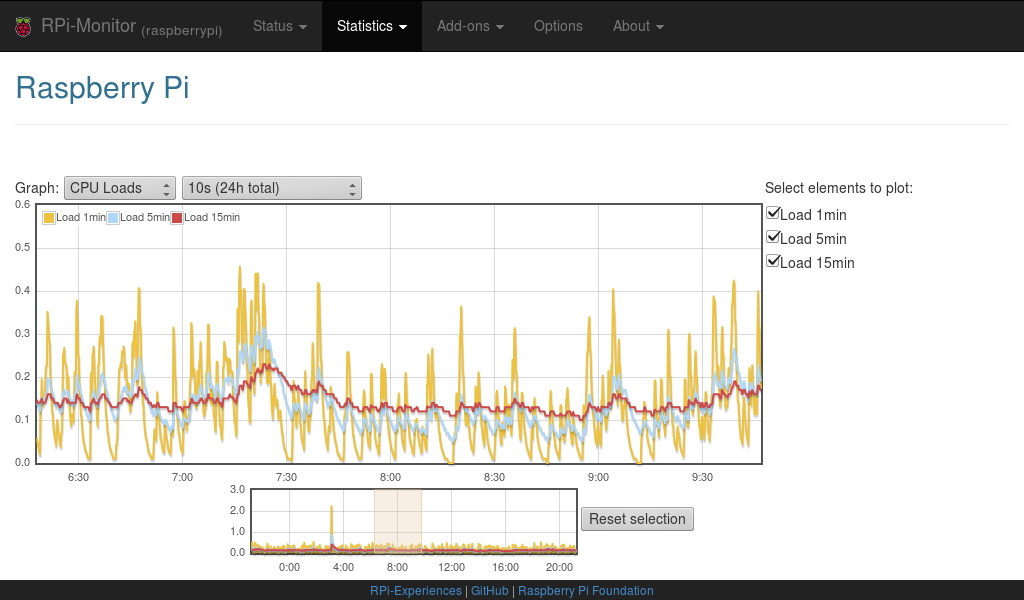 RPi-Monitor (raspberrypi) Status Statistics Add-ons Options About
Raspberry Pi
Graph: CPU Loads 10s (24h total) Select elements to plot:
Load 1min Load 5min Load 15min
0.6
0.5
0.4
0.3
0.2
0.1
0.0
6:30 7:00 7:30 8:00 8:30 9:00 9:30
Load 1min
Load 5min
Load 15min
3.0
2.0
1.0
0.0
0:00 4:00 8:00 12:00 16:00 20:00
Reset selection
RPi-Experiences | GitHub | Raspberry Pi Foundation